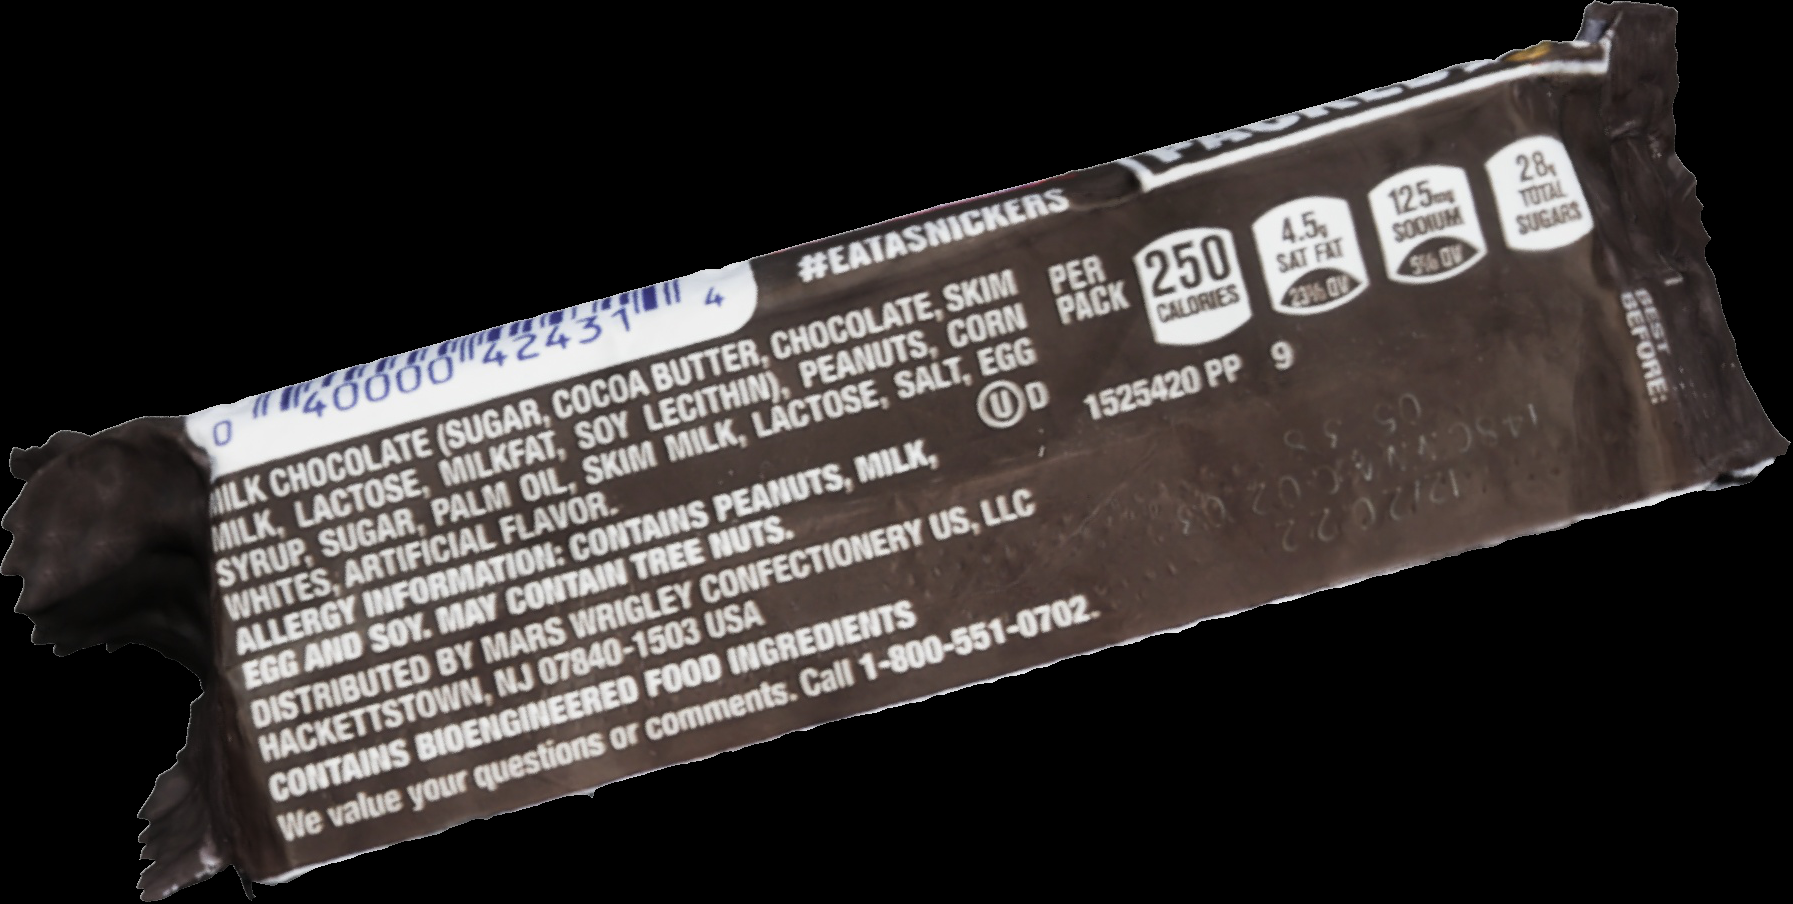 0 40000 42431 4
#EATASNICKERS
MILK CHOCOLATE (SUGAR, COCOA BUTTER, CHOCOLATE, SKIM
MILK, LACTOSE, MILKFAT, SOY LECITHIN), PEANUTS, CORN
SYRUP, SUGAR, PALM OIL, SKIM MILK, LACTOSE, SALT, EGG
WHITES, ARTIFICIAL FLAVOR.
U D
ALLERGY INFORMATION: CONTAINS PEANUTS, MILK,
EGG AND SOY. MAY CONTAIN TREE NUTS.
DISTRIBUTED BY MARS WRIGLEY CONFECTIONERY US, LLC
HACKETTSTOWN, NJ 07840-1503 USA
CONTAINS BIOENGINEERED FOOD INGREDIENTS
We value your questions or comments. Call 1-800-551-0702.
PER
PACK
250
CALORIES
4.5g
SAT FAT
23% DV
125mg
SODIUM
5% DV
28g
TOTAL
SUGARS
1525420 PP 9
BEST
BEFORE:
12/2022